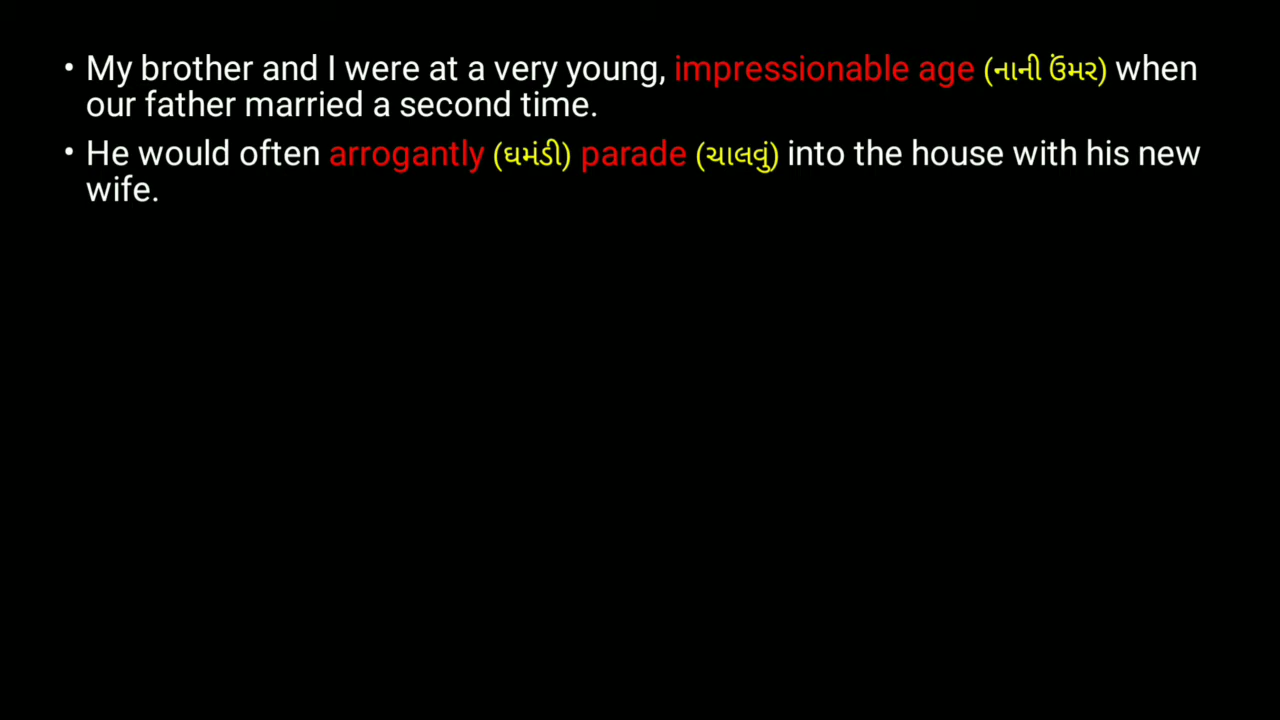 • My brother and I were at a very young, impressionable age (નાની ઉંમર) when
our father married a second time.
• He would often arrogantly (ઘમંડી) parade (ચાલવું) into the house with his new
wife.